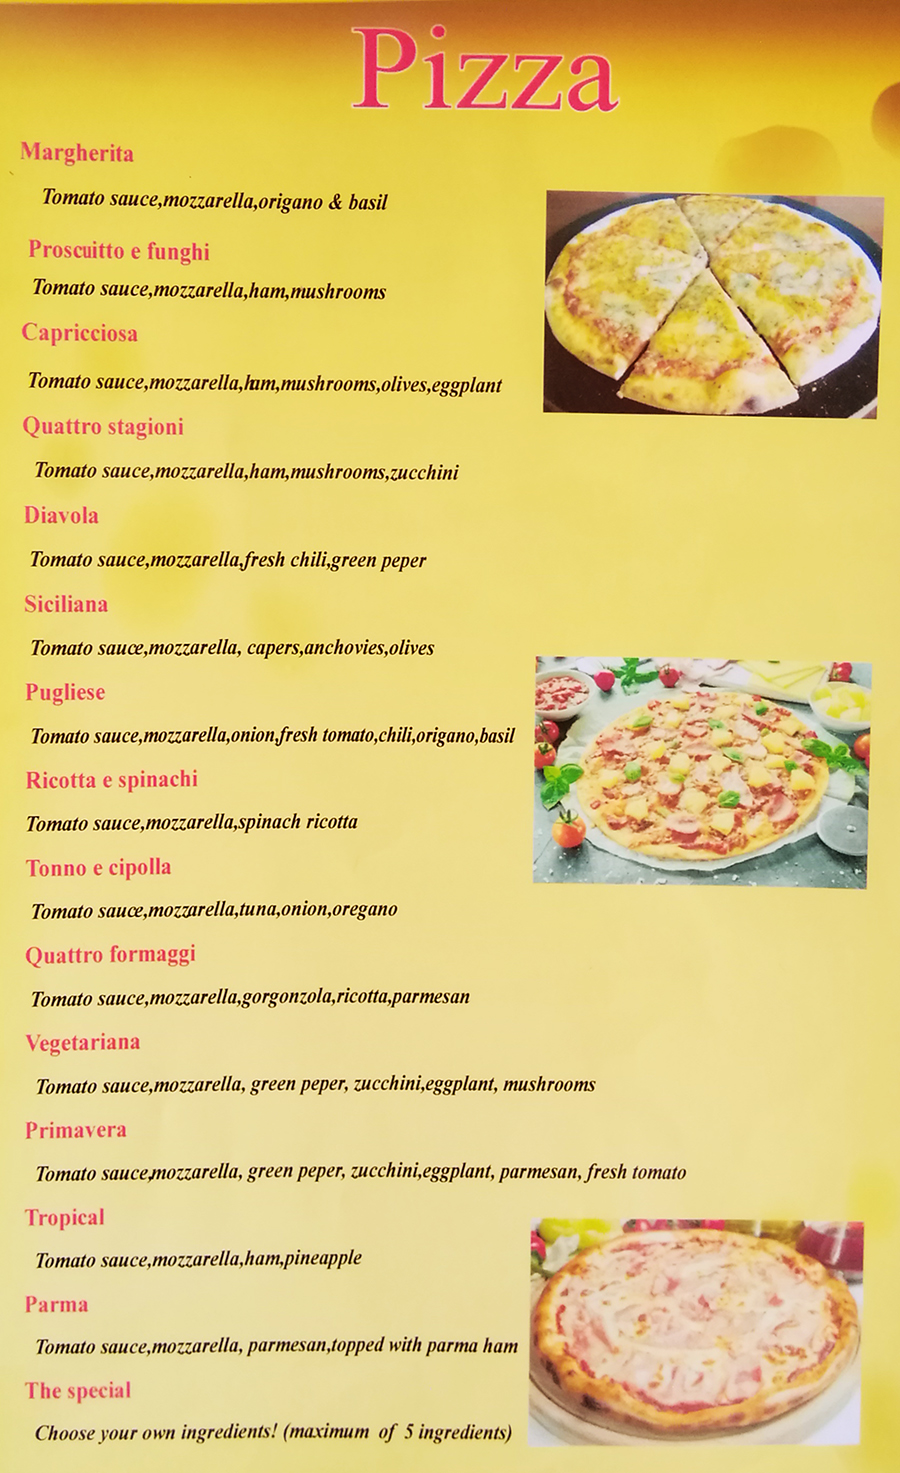 Pizza
Margherita
Tomato sauce,mozzarella,origano & basil
Proscuitto e funghi
Tomato sauce,mozzarella,ham,mushrooms
Capricciosa
Tomato sauce,mozzarella,ham,mushrooms,olives,eggplant
Quattro stagioni
Tomato sauce,mozzarella,ham,mushrooms,zucchini
Diavola
Tomato sauce,mozzarella,fresh chili,green peper
Siciliana
Tomato sauce,mozzarella, capers,anchovies,olives
Pugliese
Tomato sauce,mozzarella,onion,fresh tomato,chili,origano,basil
Ricotta e spinachi
Tomato sauce,mozzarella,spinach ricotta
Tonno e cipolla
Tomato sauce,mozzarella,tuna,onion,oregano
Quattro formaggi
Tomato sauce,mozzarella,gorgonzola,ricotta,parmesan
Vegetariana
Tomato sauce,mozzarella, green peper, zucchini,eggplant, mushrooms
Primavera
Tomato sauce,mozzarella, green peper, zucchini,eggplant, parmesan, fresh tomato
Tropical
Tomato sauce,mozzarella,ham,pineapple
Parma
Tomato sauce,mozzarella, parmesan,topped with parma ham
The special
Choose your own ingredients! (maximum of 5 ingredients)